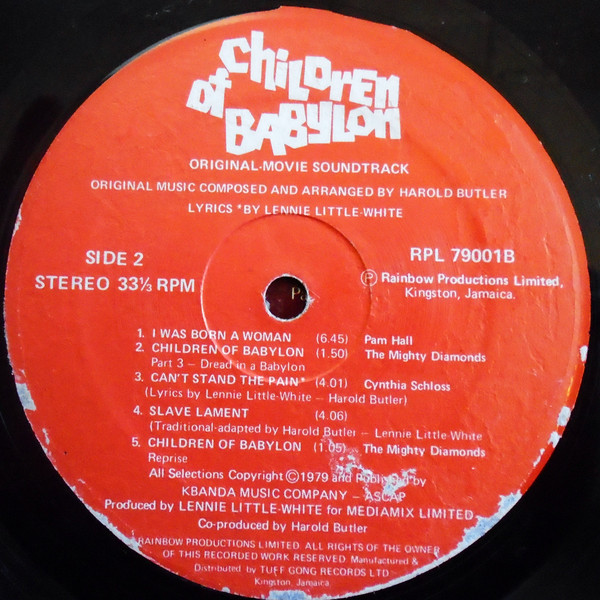 Children
of
Babylon
ORIGINAL-MOVIE SOUNDTRACK
ORIGINAL MUSIC COMPOSED AND ARRANGED BY HAROLD BUTLER
LYRICS *BY LENNIE LITTLE-WHITE
SIDE 2
STEREO 33⅓ RPM
RPL 79001B
Ⓟ Rainbow Productions Limited,
Kingston, Jamaica.
1. I WAS BORN A WOMAN (6.45) Pam Hall
2. CHILDREN OF BABYLON (1.50) The Mighty Diamonds
Part 3 – Dread in a Babylon
3. CAN'T STAND THE PAIN* (4.01) Cynthia Schloss
(Lyrics by Lennie Little-White – Harold Butler)
4. SLAVE LAMENT (4.06)
(Traditional-adapted by Harold Butler – Lennie Little-White
5. CHILDREN OF BABYLON (1.05) The Mighty Diamonds
Reprise
All Selections Copyright © 1979 and Published by
KBANDA MUSIC COMPANY – ASCAP
Produced by LENNIE LITTLE-WHITE for MEDIAMIX LIMITED
Co-produced by Harold Butler
RAINBOW PRODUCTIONS LIMITED. ALL RIGHTS OF THE OWNER
OF THIS RECORDED WORK RESERVED. Manufactured &
Distributed by TUFF GONG RECORDS LTD
Kingston, Jamaica.